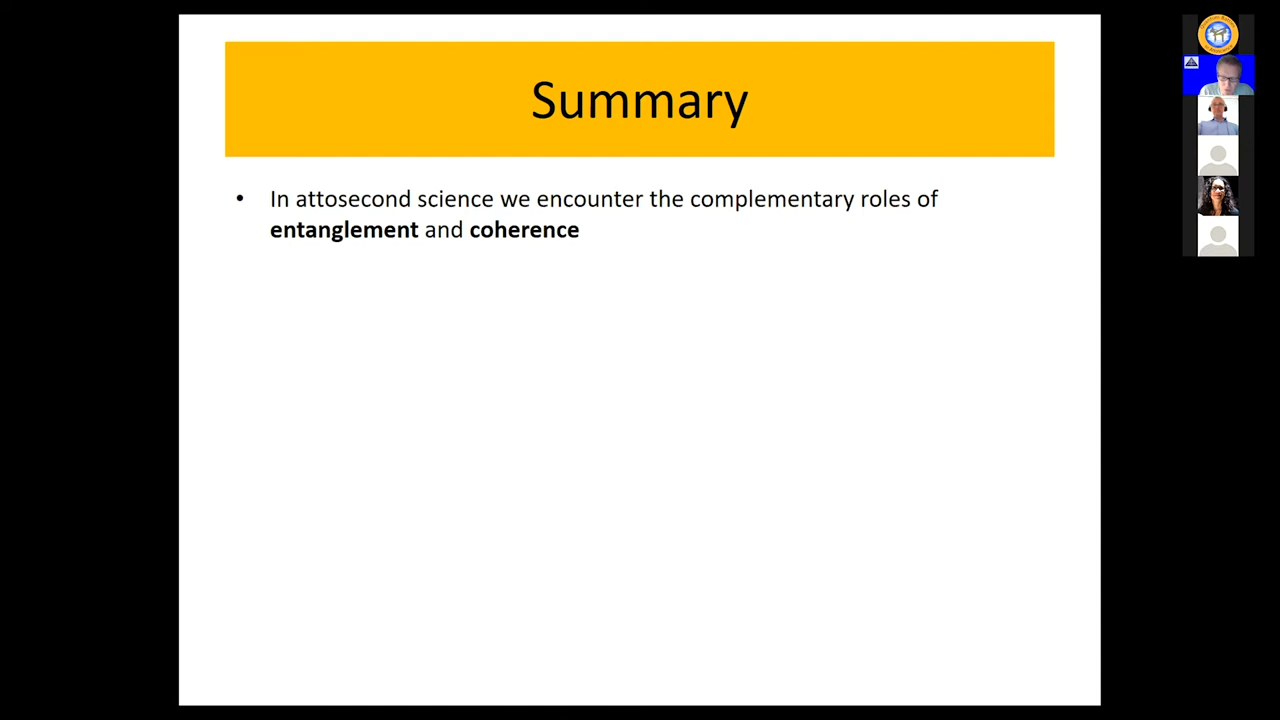 Summary
• In attosecond science we encounter the complementary roles of
entanglement and coherence